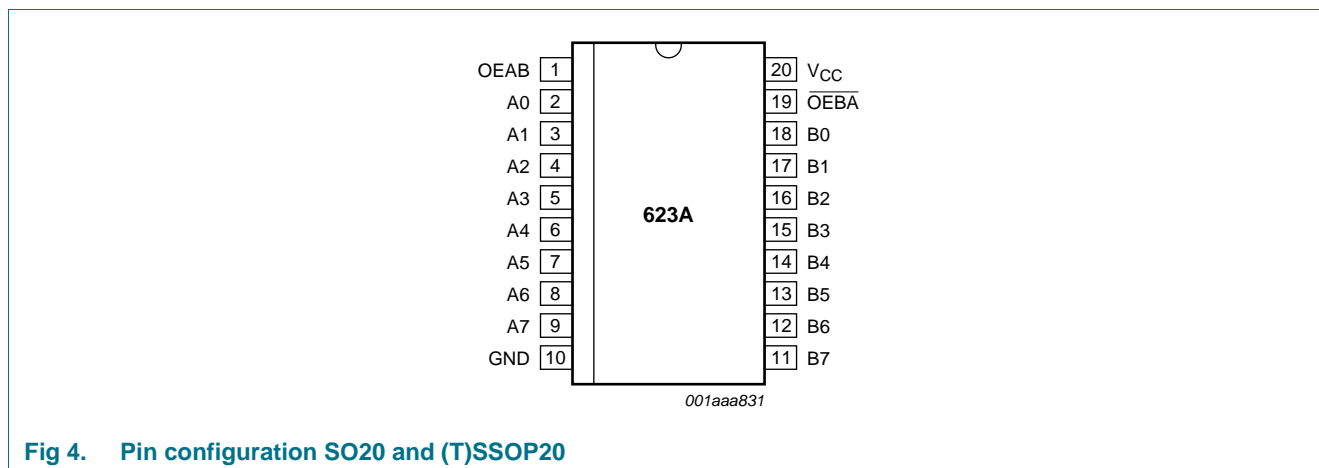 OEAB 1 20 VCC
A0 2 19 OEBA
A1 3 18 B0
A2 4 17 B1
A3 5 16 B2
623A
A4 6 15 B3
A5 7 14 B4
A6 8 13 B5
A7 9 12 B6
GND 10 11 B7
001aaa831
Fig 4. Pin configuration SO20 and (T)SSOP20